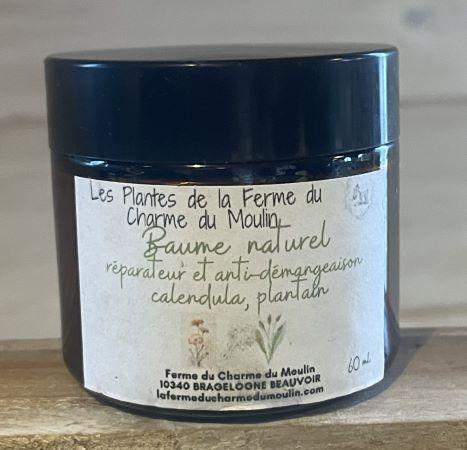 Les Plantes de la Ferme du
Charme du Moulin
Baume naturel
réparateur et anti-démangeaison
calendula, plantain
Ferme du Charme du Moulin
10340 BRAGELOGNE BEAUVOIR
lafermeducharmedumoulin.com
60 mL